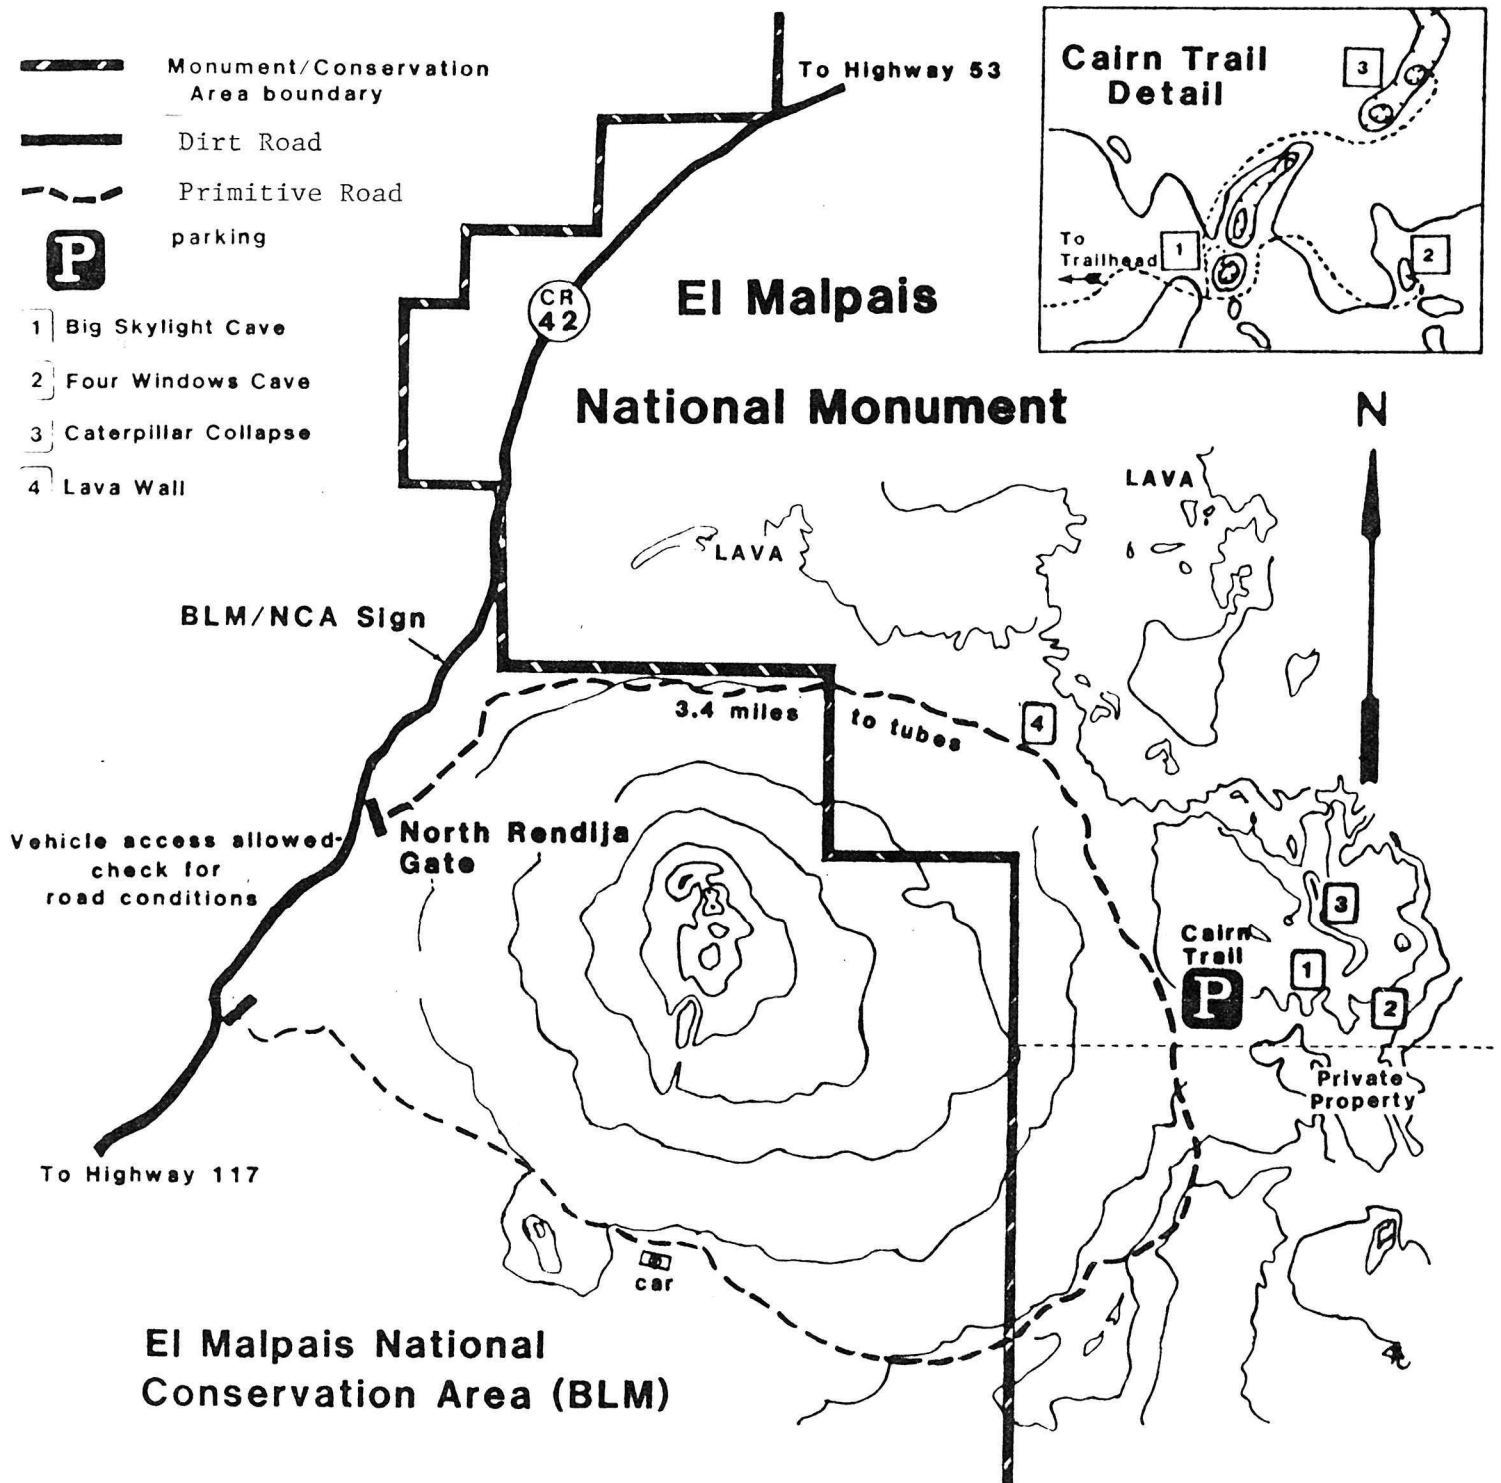 Monument/Conservation
Area boundary
Dirt Road
Primitive Road
P
parking
1 Big Skylight Cave
2 Four Windows Cave
3 Caterpillar Collapse
4 Lava Wall
To Highway 53
CR
42
El Malpais
National Monument
Cairn Trail
Detail
3
To
Trailhead
1
2
N
LAVA
LAVA
BLM/NCA Sign
3.4 miles
to tubes
4
Vehicle access allowed-
check for
road conditions
North Rendija
Gate
3
Cairn
Trail
P
1
2
Private
Property
To Highway 117
car
El Malpais National
Conservation Area (BLM)